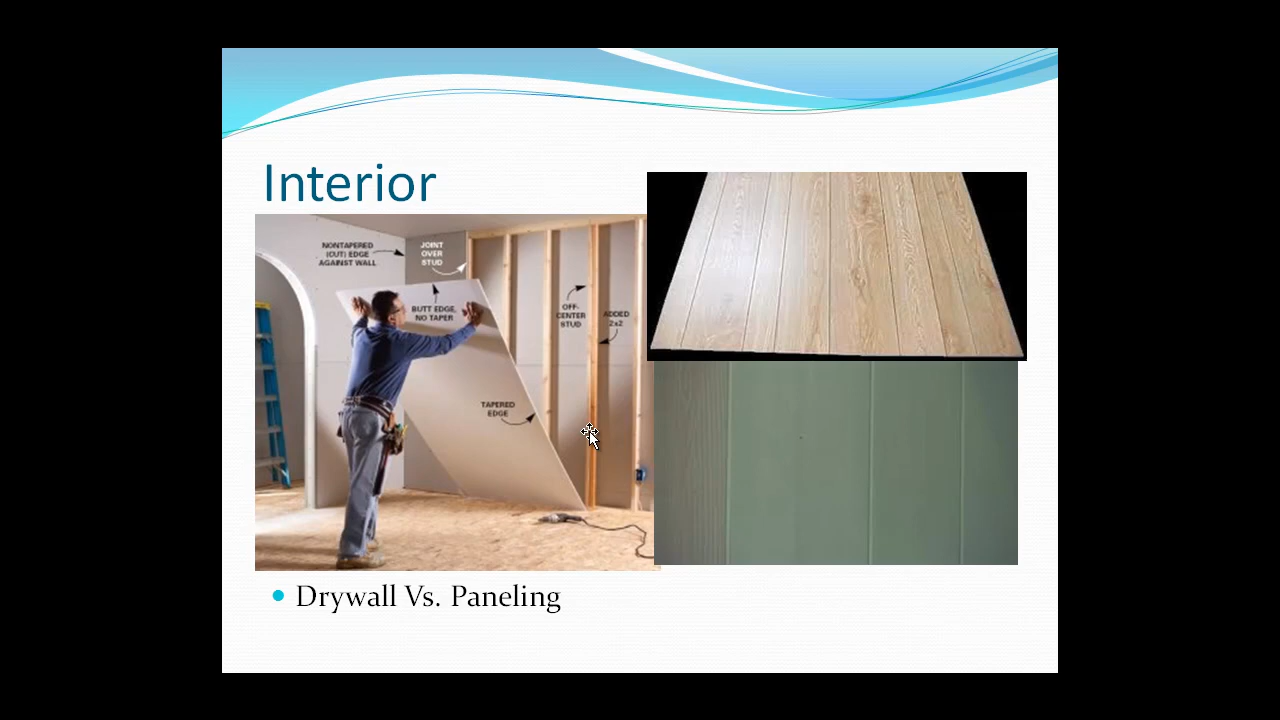 Interior
NONTAPERED
(CUT) EDGE
AGAINST WALL
JOINT
OVER
STUD
BUTT EDGE,
NO TAPER
OFF-
CENTER
STUD
ADDED
2x2
TAPERED
EDGE
Drywall Vs. Paneling